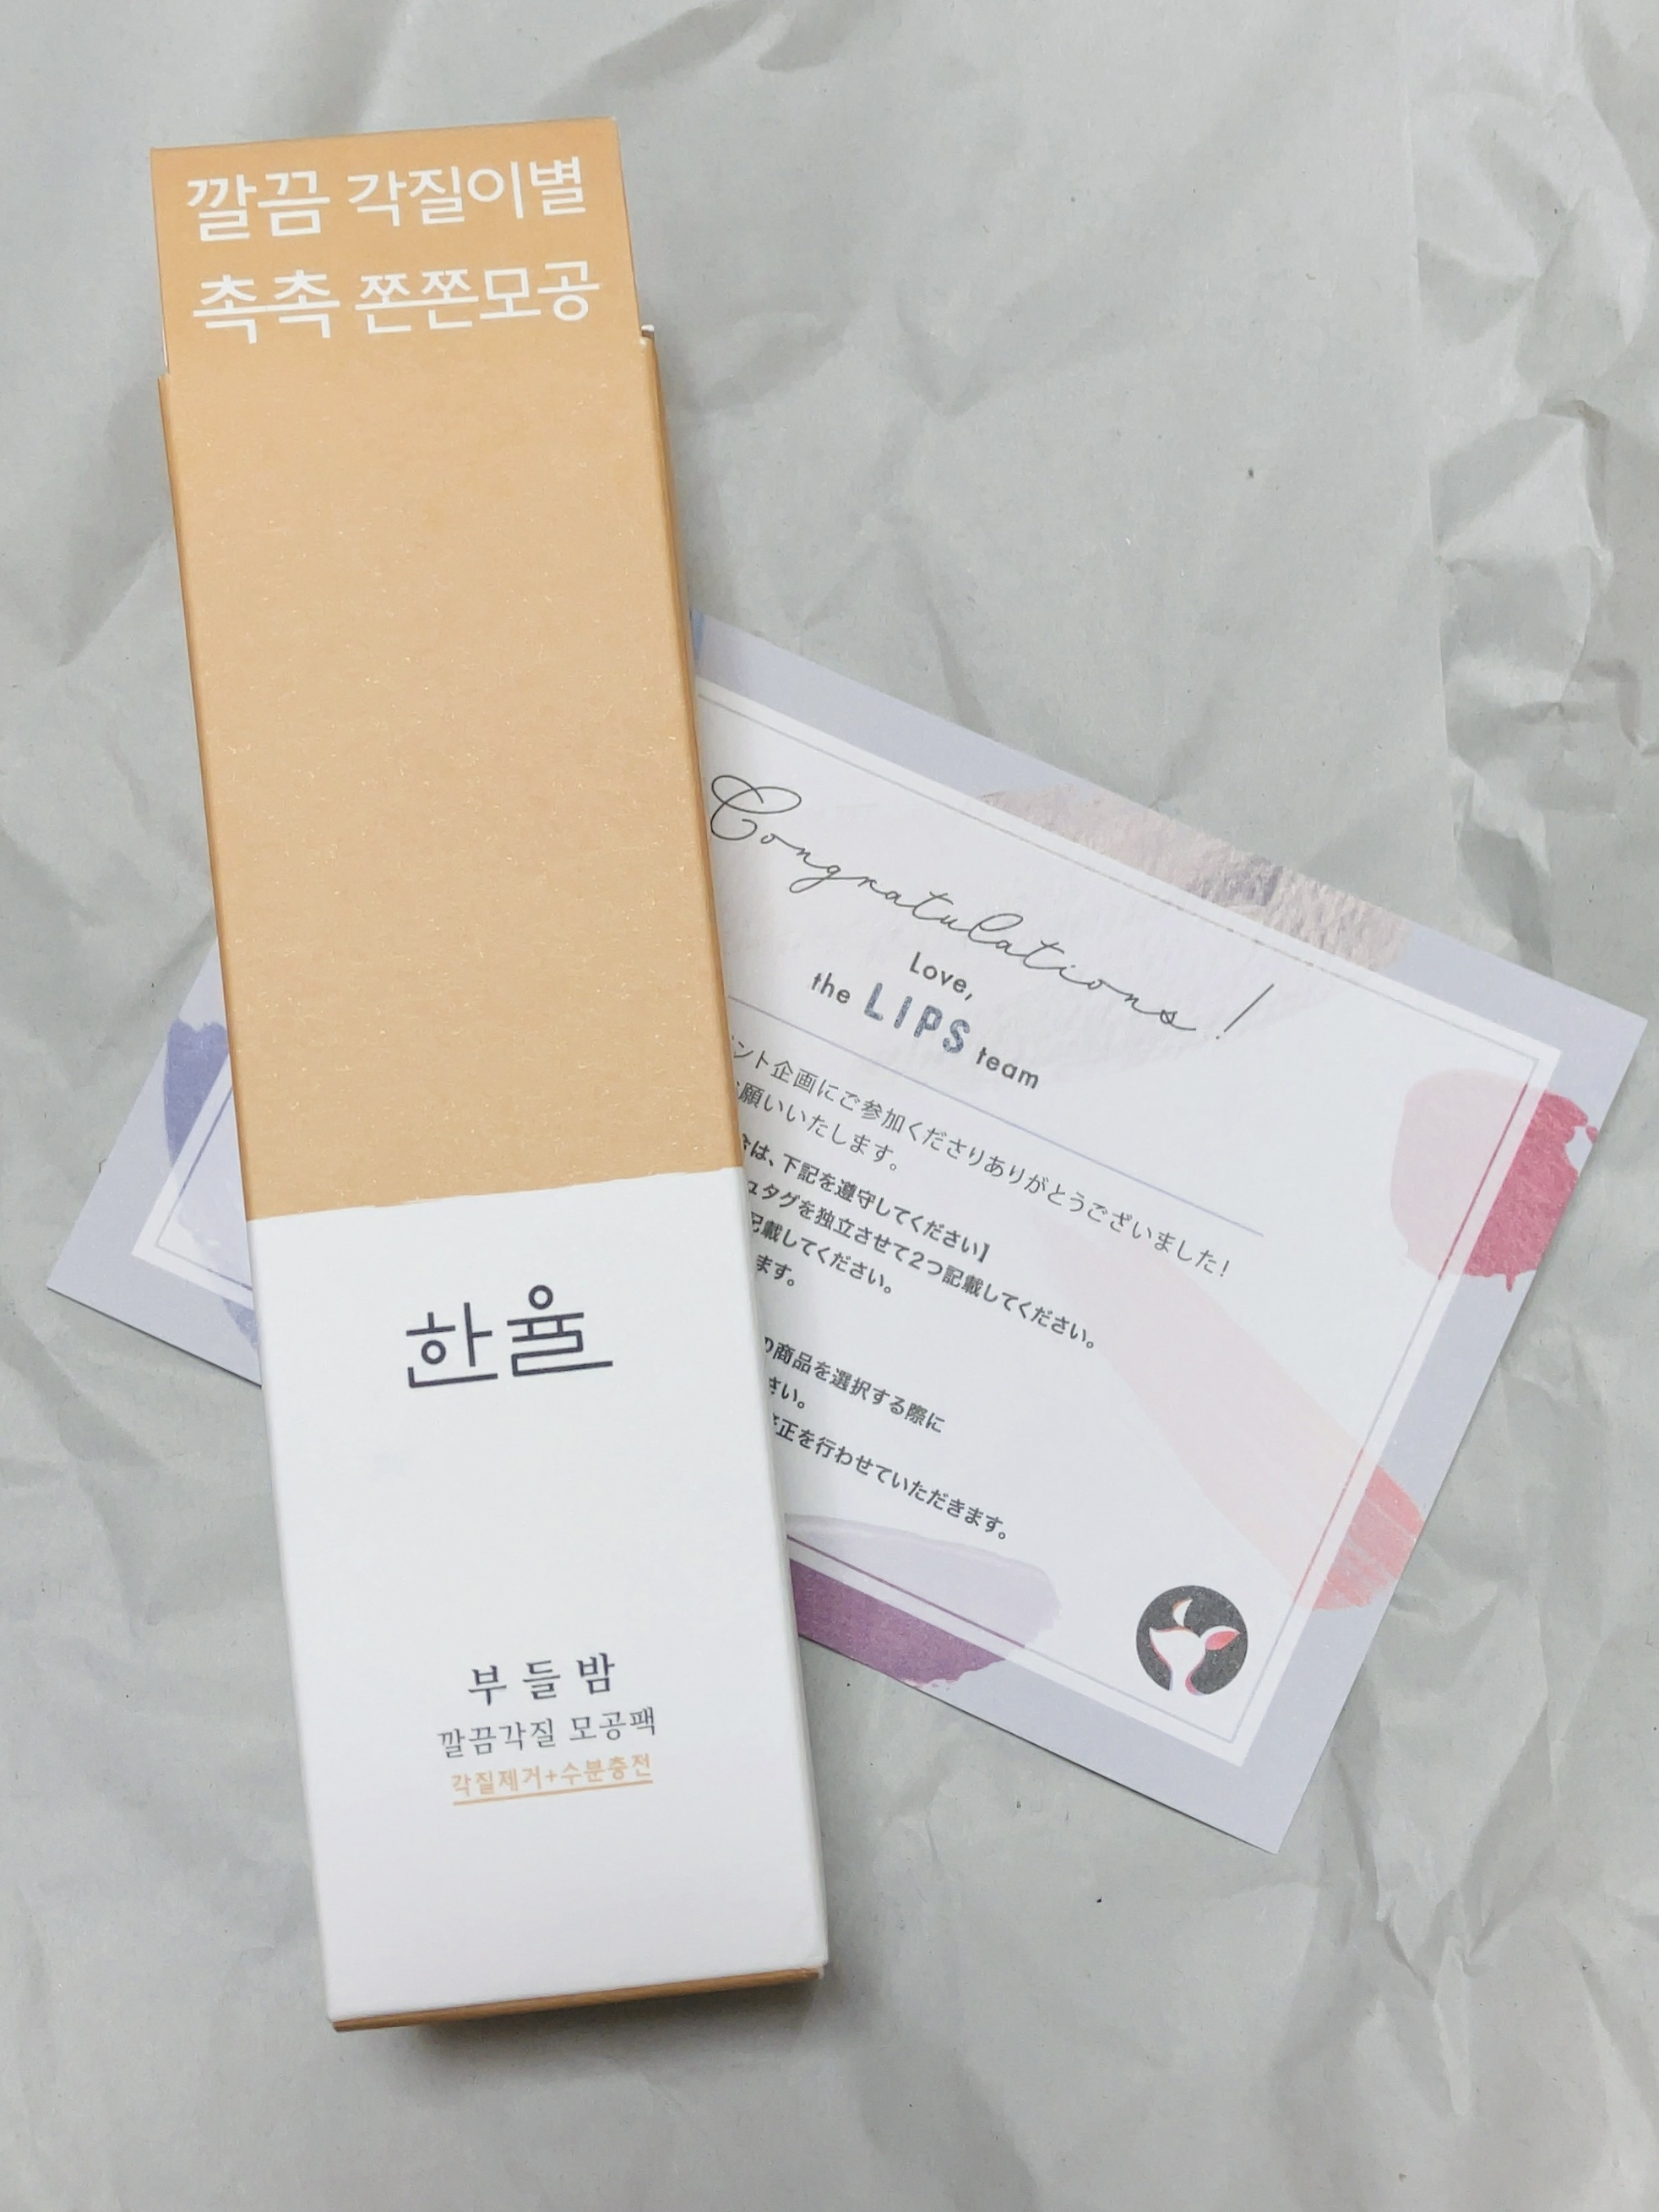 깔끔 각질이별
촉촉 쫀쫀모공
한율
부들밤
깔끔각질 모공팩
각질제거+수분충전
Congratulations!
Love,
the LIPS team
ント企画にご参加くださりありがとうございました!
願いいたします。
は、下記を遵守してください】
ュタグを独立させて2つ記載してください。
記載してください。
ます。
の商品を選択する際に
さい。
正を行わせていただきます。